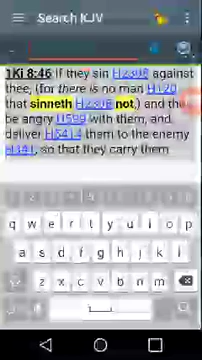 Search KJV
1Ki 8:46 If they sin H2398 against
thee, (for there is no man H120
that sinneth H2398 not,) and thou
be angry H599 with them, and
deliver H5414 them to the enemy
H341, so that they carry them
q w e r t y u i o p
a s d f g h j k l
z x c v b n m